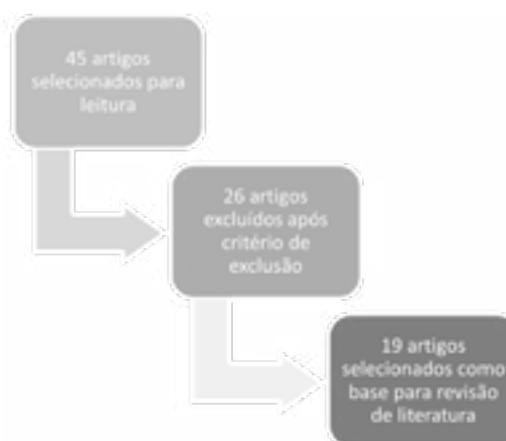 45 artigos
selecionados para
leitura
26 artigos
excluídos após
critério de
exclusão
19 artigos
selecionados como
base para revisão
de literatura